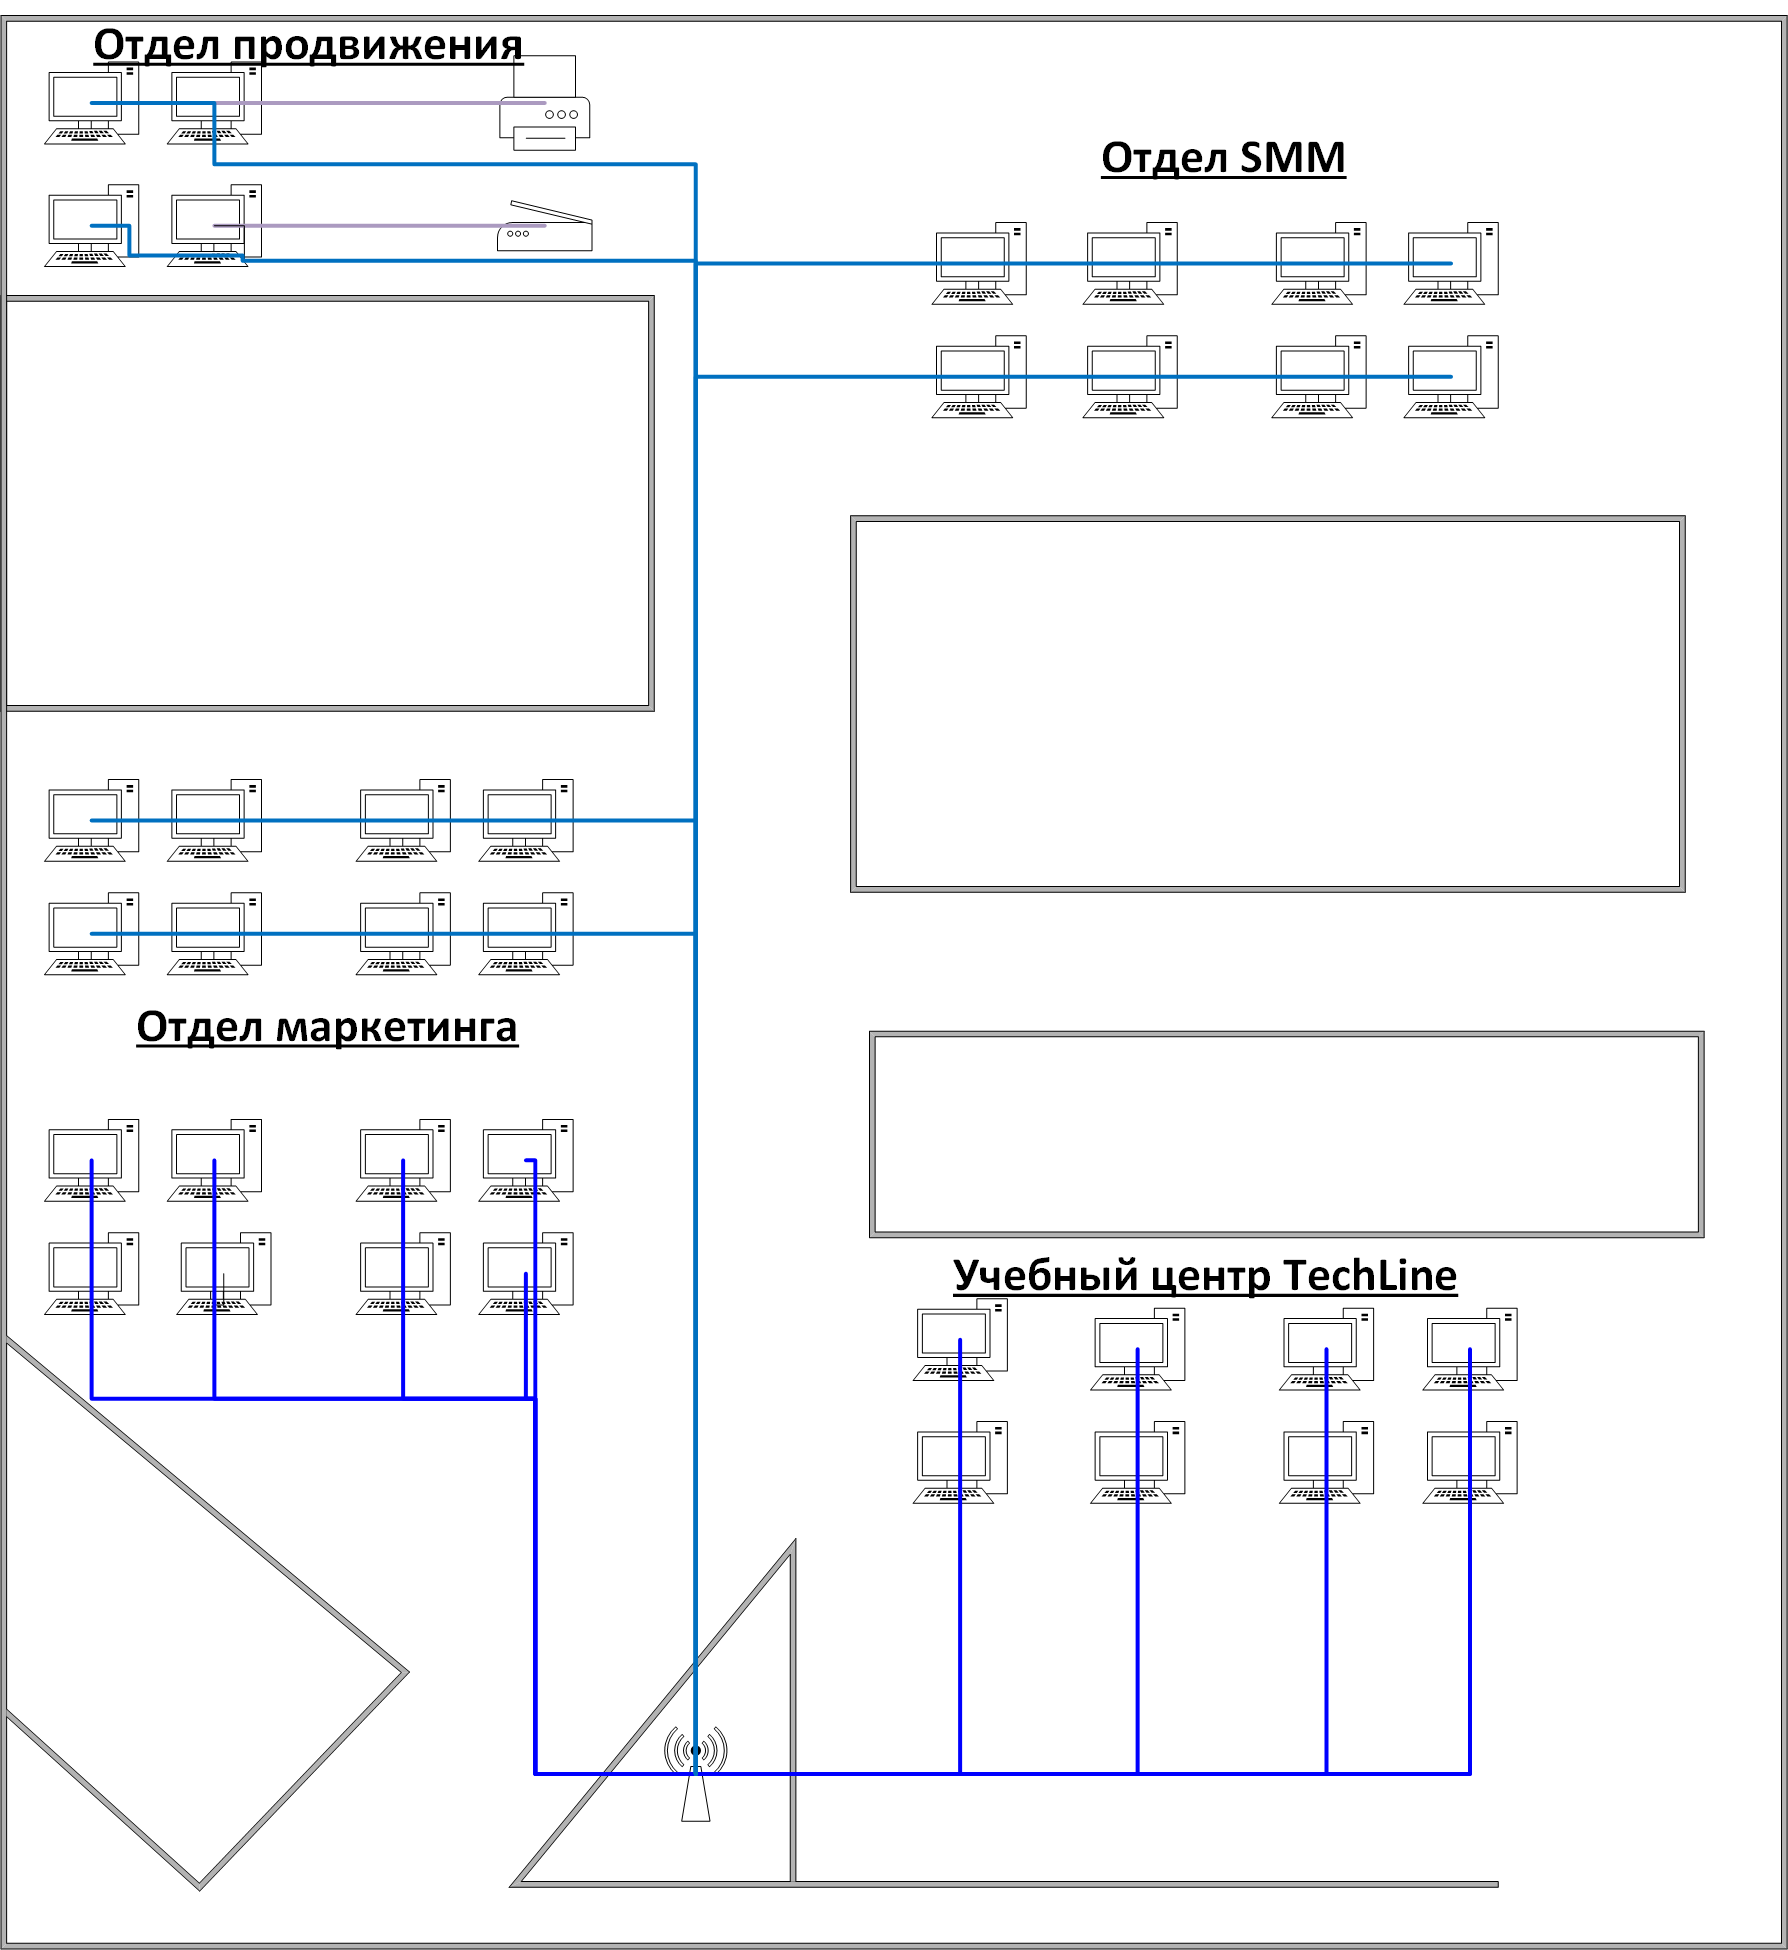 Отдел продвижения
Отдел SMM
Отдел маркетинга
Учебный центр TechLine